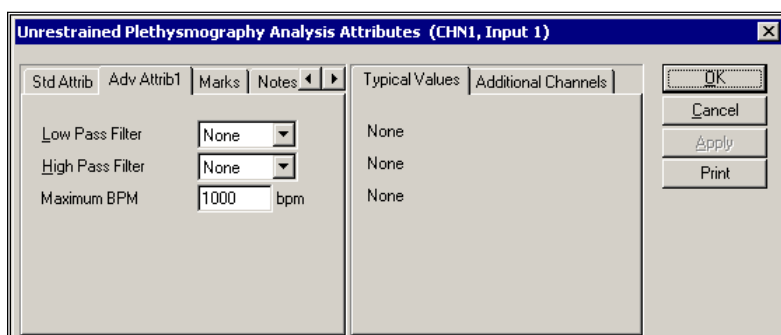 Unrestrained Plethysmography Analysis Attributes (CHN1, Input 1)
Std Attrib Adv Attrib1 Marks Notes
Low Pass Filter None
High Pass Filter None
Maximum BPM 1000 bpm
Typical Values Additional Channels
None
None
None
OK
Cancel
Apply
Print